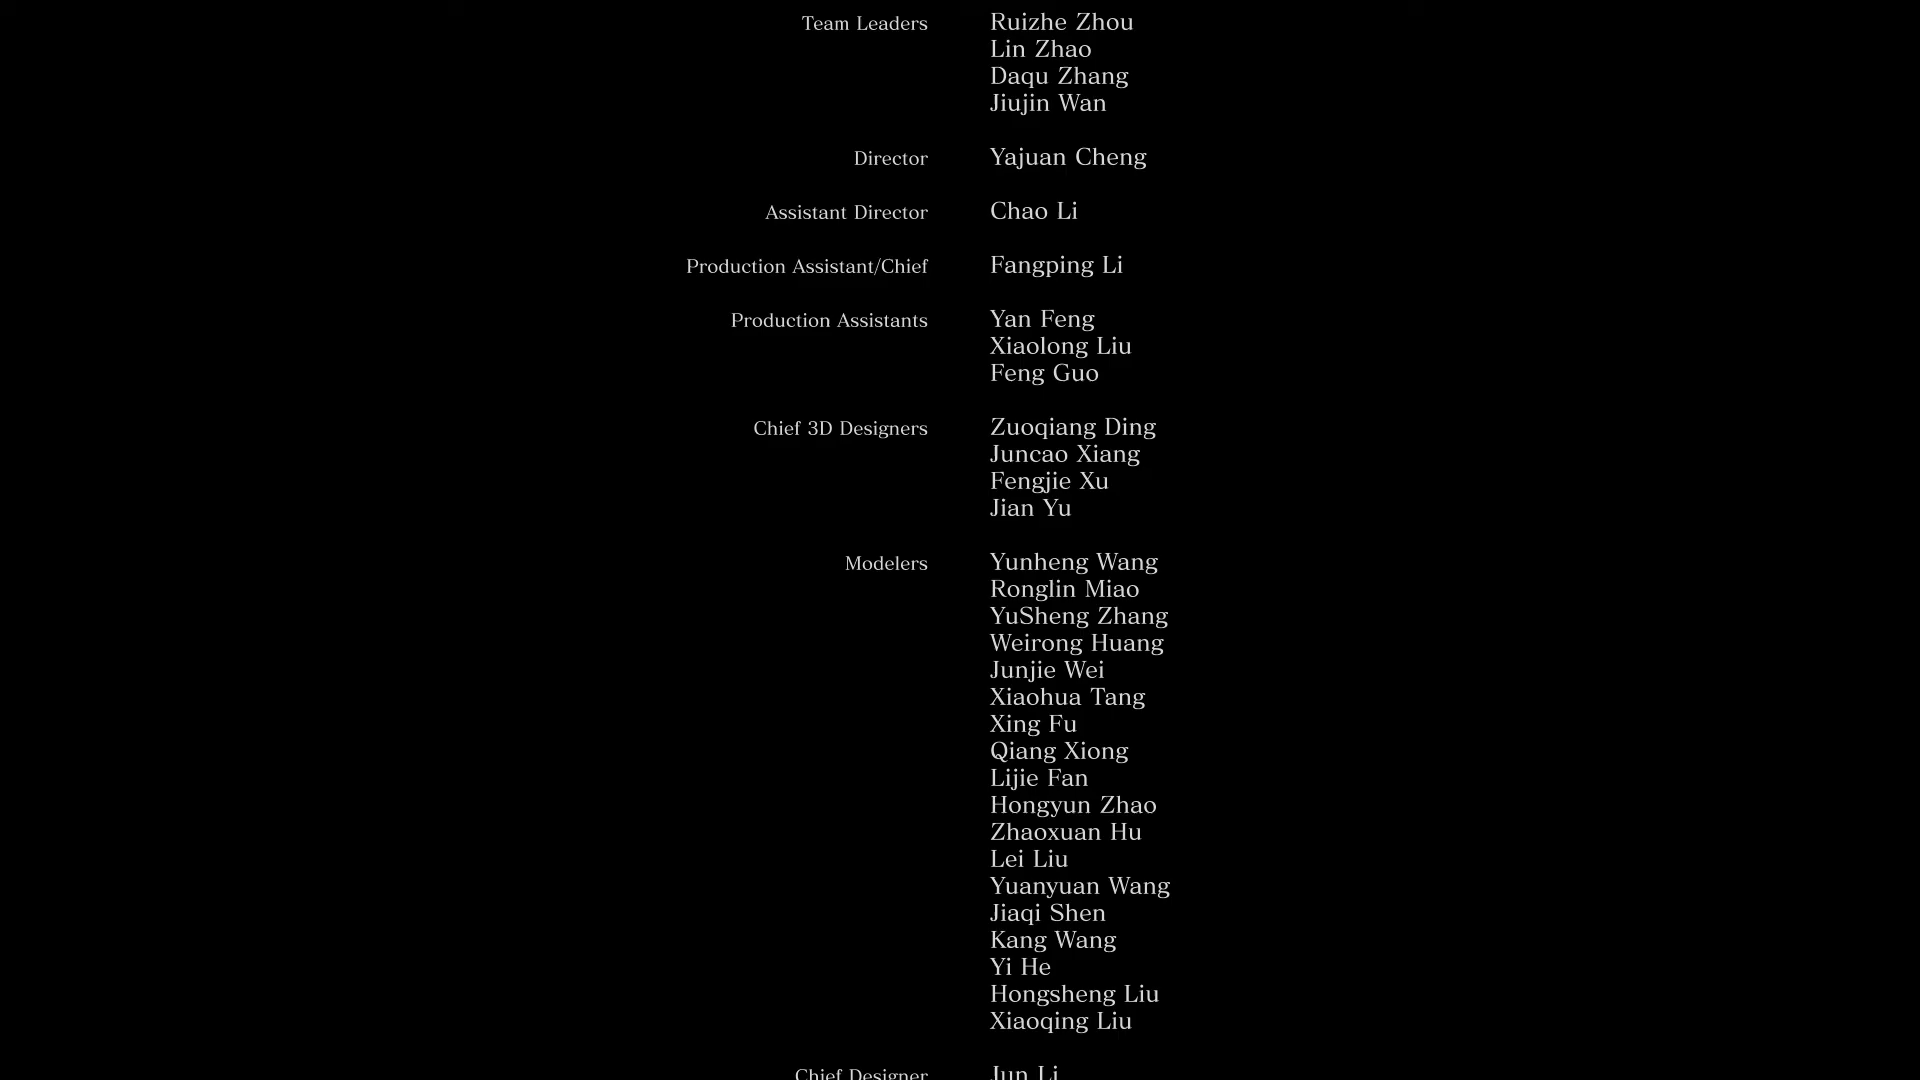 Team Leaders Ruizhe Zhou
Lin Zhao
Daqu Zhang
Jiujin Wan
Director Yajuan Cheng
Assistant Director Chao Li
Production Assistant/Chief Fangping Li
Production Assistants Yan Feng
Xiaolong Liu
Feng Guo
Chief 3D Designers Zuoqiang Ding
Juncao Xiang
Fengjie Xu
Jian Yu
Modelers Yunheng Wang
Ronglin Miao
YuSheng Zhang
Weirong Huang
Junjie Wei
Xiaohua Tang
Xing Fu
Qiang Xiong
Lijie Fan
Hongyun Zhao
Zhaoxuan Hu
Lei Liu
Yuanyuan Wang
Jiaqi Shen
Kang Wang
Yi He
Hongsheng Liu
Xiaoqing Liu
Chief Designer Jun Li